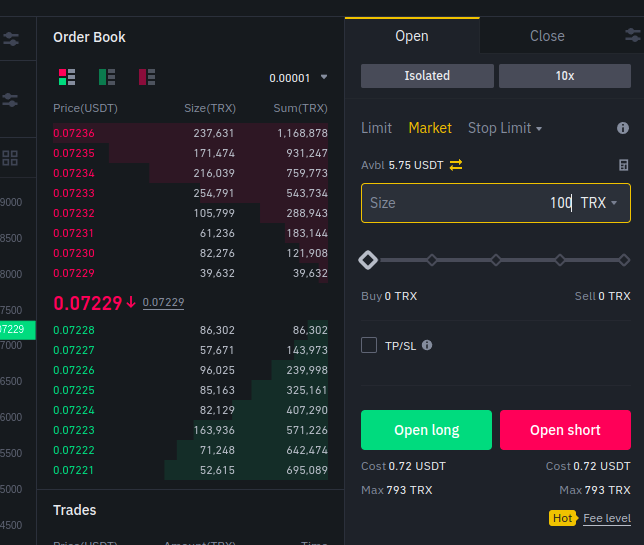 Order Book
0.00001
Price(USDT) Size(TRX) Sum(TRX)
0.07236 237,631 1,168,878
0.07235 171,474 931,247
0.07234 216,039 759,773
0.07233 254,791 543,734
0.07232 105,799 288,943
0.07231 61,236 183,144
0.07230 82,276 121,908
0.07229 39,632 39,632
0.07229 0.07229
0.07228 86,302 86,302
0.07227 57,671 143,973
0.07226 96,025 239,998
0.07225 85,163 325,161
0.07224 82,129 407,290
0.07223 163,936 571,226
0.07222 71,248 642,474
0.07221 52,615 695,089
Trades
Price(USDT) Amount(TRX) Time
9000
8500
8000
7500
7229
7000
6500
6000
5500
5000
4500
Open Close
Isolated 10x
Limit Market Stop Limit
Avbl 5.75 USDT
Size 100 TRX
Buy 0 TRX Sell 0 TRX
TP/SL
Open long Open short
Cost 0.72 USDT Cost 0.72 USDT
Max 793 TRX Max 793 TRX
Hot Fee level